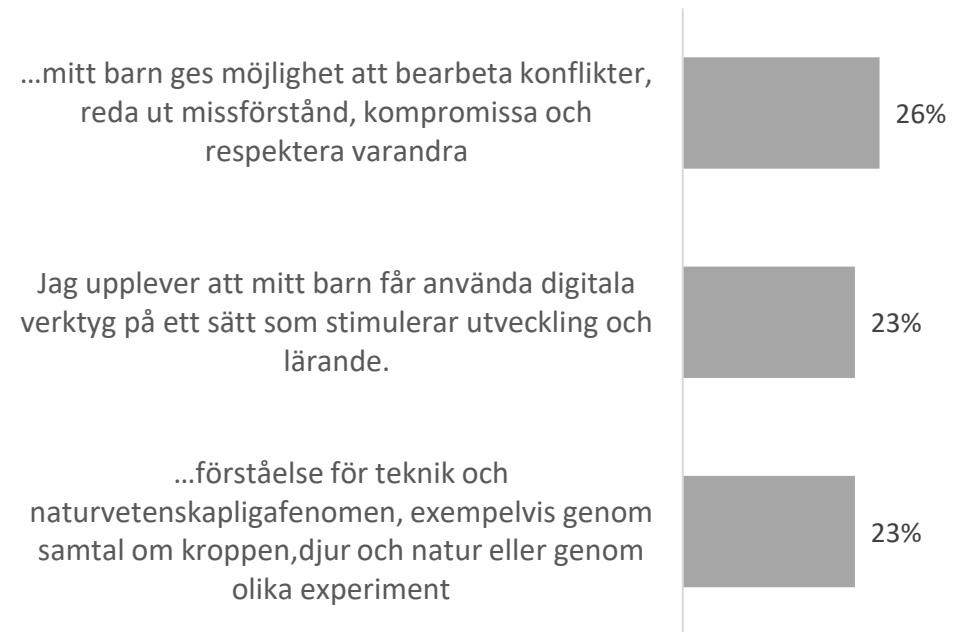 …mitt barn ges möjlighet att bearbeta konflikter,
reda ut missförstånd, kompromissa och
respektera varandra
26%
Jag upplever att mitt barn får använda digitala
verktyg på ett sätt som stimulerar utveckling och
lärande.
23%
…förståelse för teknik och
naturvetenskapligafenomen, exempelvis genom
samtal om kroppen,djur och natur eller genom
olika experiment
23%